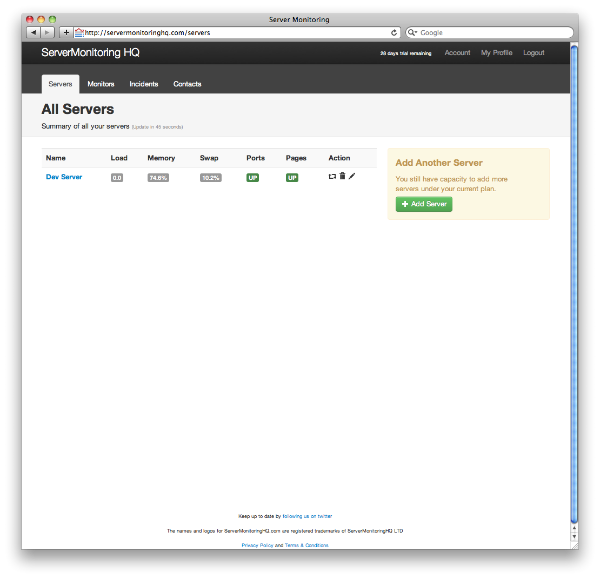 Server Monitoring
http://servermonitoringhq.com/servers
Google
ServerMonitoring HQ
29 days trial remaining Account My Profile Logout
Servers Monitors Incidents Contacts
All Servers
Summary of all your servers (Update in 45 seconds)
Name Load Memory Swap Ports Pages Action
Dev Server 0.0 74.6% 10.2% UP UP
Add Another Server
You still have capacity to add more
servers under your current plan.
Add Server
Keep up to date by following us on twitter
The names and logos for ServerMonitoringHQ.com are registered trademarks of ServerMonitoringHQ LTD
Privacy Policy and Terms & Conditions